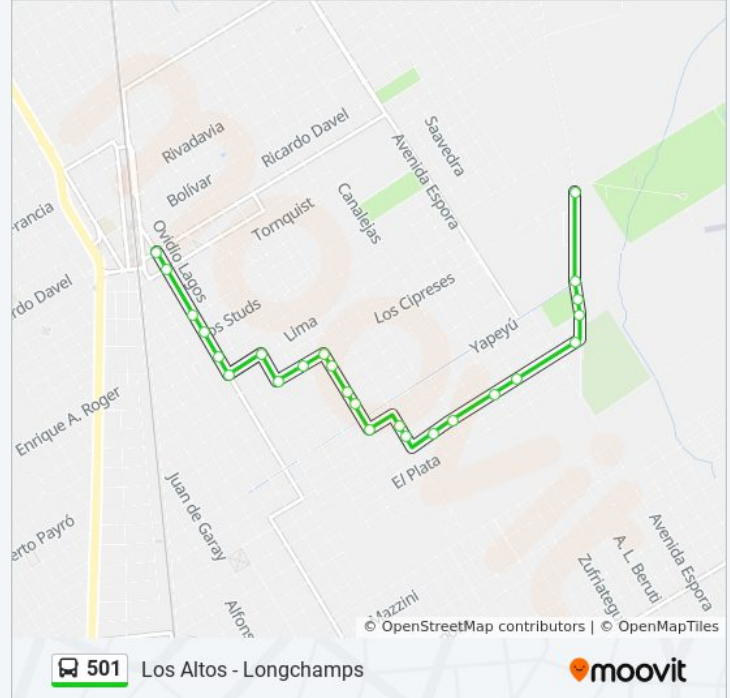 moovit
Saavedra
Rivadavia
Ricardo Davel
Avenida Espora
Bolívar
Canalejas
rancia
Tornquist
Ovidio Lagos
rdo Davel
Los Cipreses
os Studs
Lima
Yapeyú
Enrique A. Roger
El Plata
Juan de Garay
erto Payró
Avenida Espora
A. L. Beruti
Zufriategu
Mazzini
Alfons
© OpenStreetMap contributors | © OpenMapTiles
501 Los Altos - Longchamps
moovit